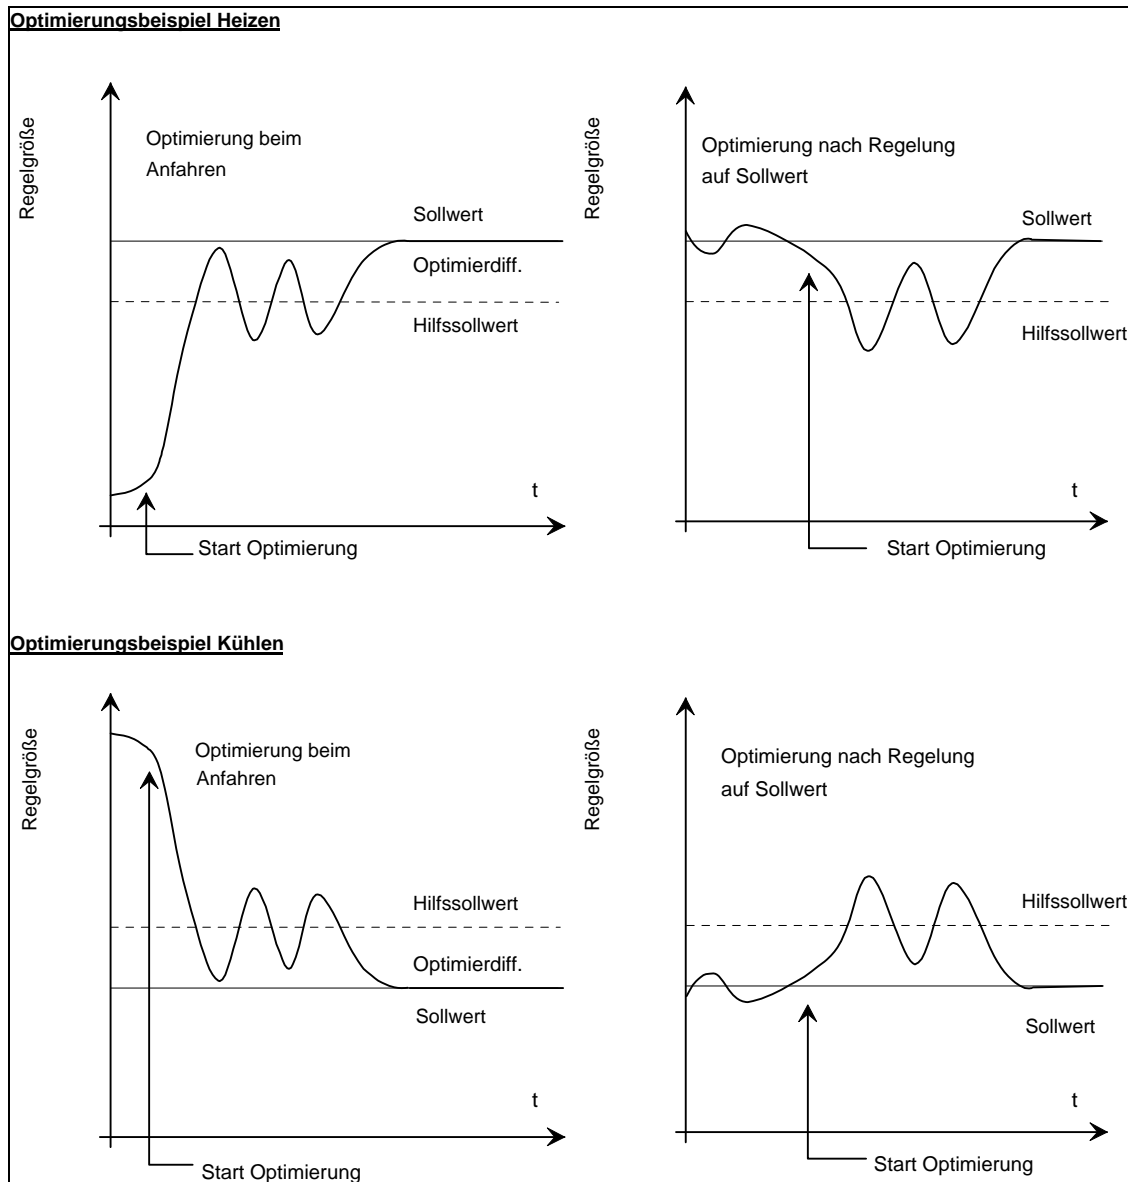 Optimierungsbeispiel Heizen
Regelgröße
Optimierung beim
Anfahren
Sollwert
Optimierdiff.
Hilfssollwert
t
Start Optimierung
Regelgröße
Optimierung nach Regelung
auf Sollwert
Sollwert
Hilfssollwert
t
Start Optimierung
Optimierungsbeispiel Kühlen
Regelgröße
Optimierung beim
Anfahren
Hilfssollwert
Optimierdiff.
Sollwert
t
Start Optimierung
Regelgröße
Optimierung nach Regelung
auf Sollwert
Hilfssollwert
Sollwert
t
Start Optimierung